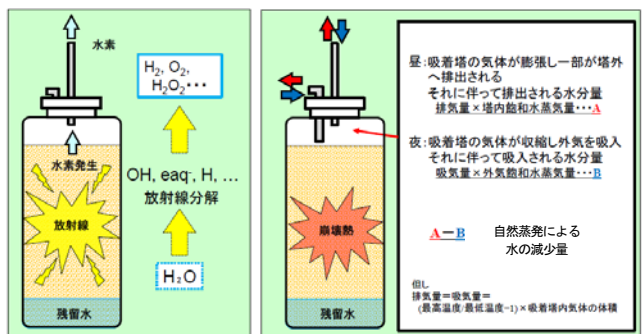 水素
H₂, O₂,
H₂O₂・・・
水素発生
OH, eaq-, H, …
放射線分解
放射線
H₂O
残留水
昼:吸着塔の気体が膨張し一部が塔外
へ排出される
それに伴って排出される水分量
排気量×塔内飽和水蒸気量・・・A
夜:吸着塔の気体が収縮し外気を吸入
それに伴って吸入される水分量
吸気量×外気飽和水蒸気量・・・B
A－B
自然蒸発による
水の減少量
但し
排気量=吸気量=
(最高温度/最低温度-1)×吸着塔内気体の体積
崩壊熱
残留水